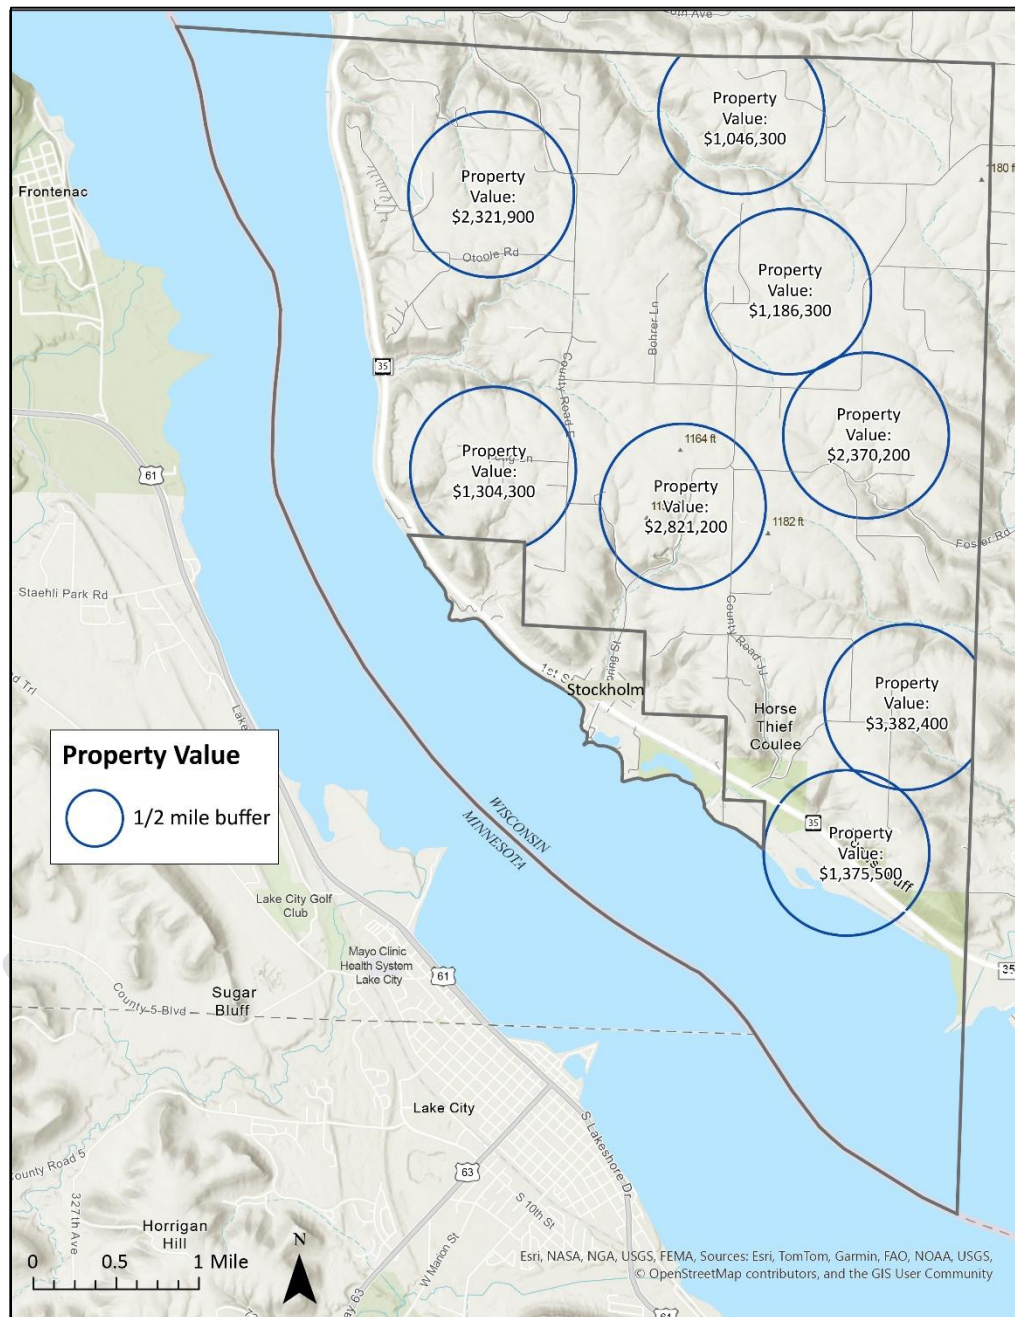 Property
Value:
$1,046,300
180 ft
Frontenac
Property
Value:
$2,321,900
Otoole Rd
Property
Value:
$1,186,300
Bohrer Ln
35
County Road E
Property
Value:
$2,370,200
1164 ft
Property
Value:
$1,304,300
61
Property
Value:
$2,821,200
1182 ft
Foster Rd
Staehli Park Rd
County Road JJ
1st S
Stockholm
Horse
Thief
Coulee
Property
Value:
$3,382,400
Property Value
1/2 mile buffer
WISCONSIN
MINNESOTA
35
Property
Value:
$1,375,500
Lake City Golf
Club
Mayo Clinic
Health System
Lake City
61
35
Sugar
Bluff
County 5 Blvd
Lake City
S Lakeshore Dr
County Road 5
63
S 10th St
327th Ave
Horrigan
Hill
W Marion St
N
0 0.5 1 Mile
Esri, NASA, NGA, USGS, FEMA, Sources: Esri, TomTom, Garmin, FAO, NOAA, USGS,
© OpenStreetMap contributors, and the GIS User Community
61